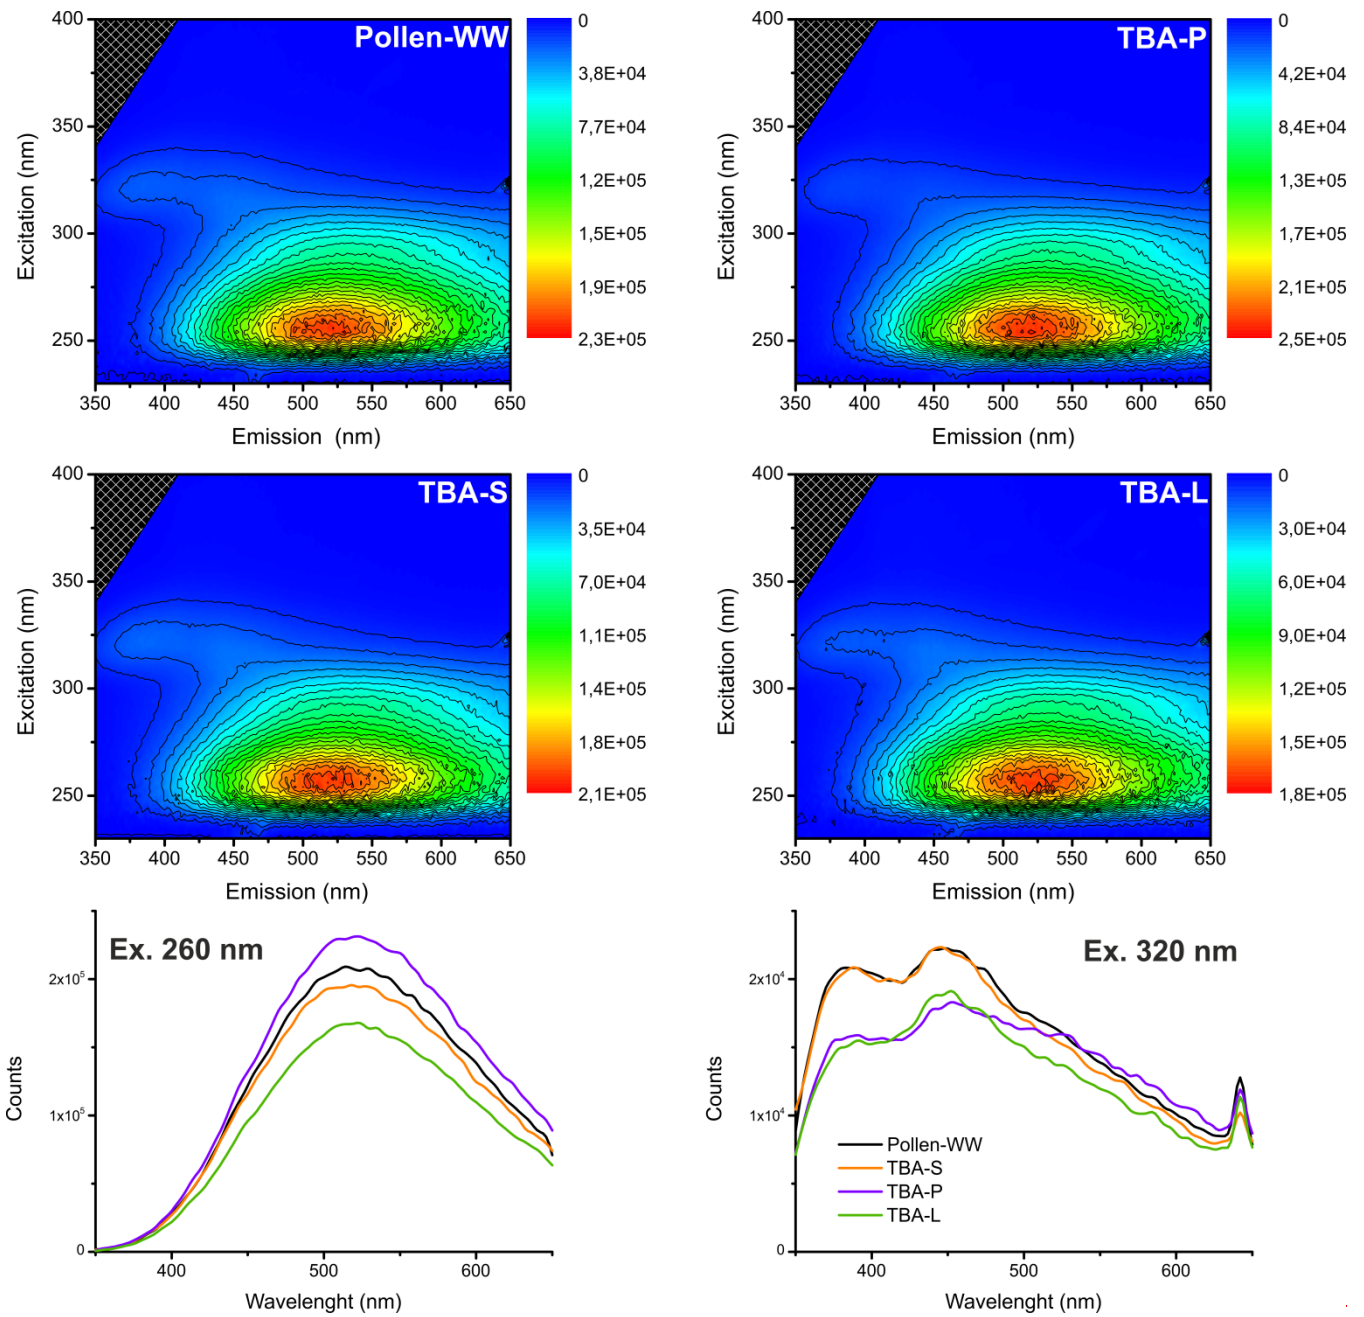 Pollen-WW
Excitation (nm)
400
350
300
250
350 400 450 500 550 600 650
Emission (nm)
0
3,8E+04
7,7E+04
1,2E+05
1,5E+05
1,9E+05
2,3E+05
TBA-P
Excitation (nm)
400
350
300
250
350 400 450 500 550 600 650
Emission (nm)
0
4,2E+04
8,4E+04
1,3E+05
1,7E+05
2,1E+05
2,5E+05
TBA-S
Excitation (nm)
400
350
300
250
350 400 450 500 550 600 650
Emission (nm)
0
3,5E+04
7,0E+04
1,1E+05
1,4E+05
1,8E+05
2,1E+05
TBA-L
Excitation (nm)
400
350
300
250
350 400 450 500 550 600 650
Emission (nm)
0
3,0E+04
6,0E+04
9,0E+04
1,2E+05
1,5E+05
1,8E+05
Ex. 260 nm
Counts
2x10⁵
1x10⁵
0
400 500 600
Wavelenght (nm)
Ex. 320 nm
Counts
2x10⁴
1x10⁴
0
Pollen-WW
TBA-S
TBA-P
TBA-L
400 500 600
Wavelenght (nm)